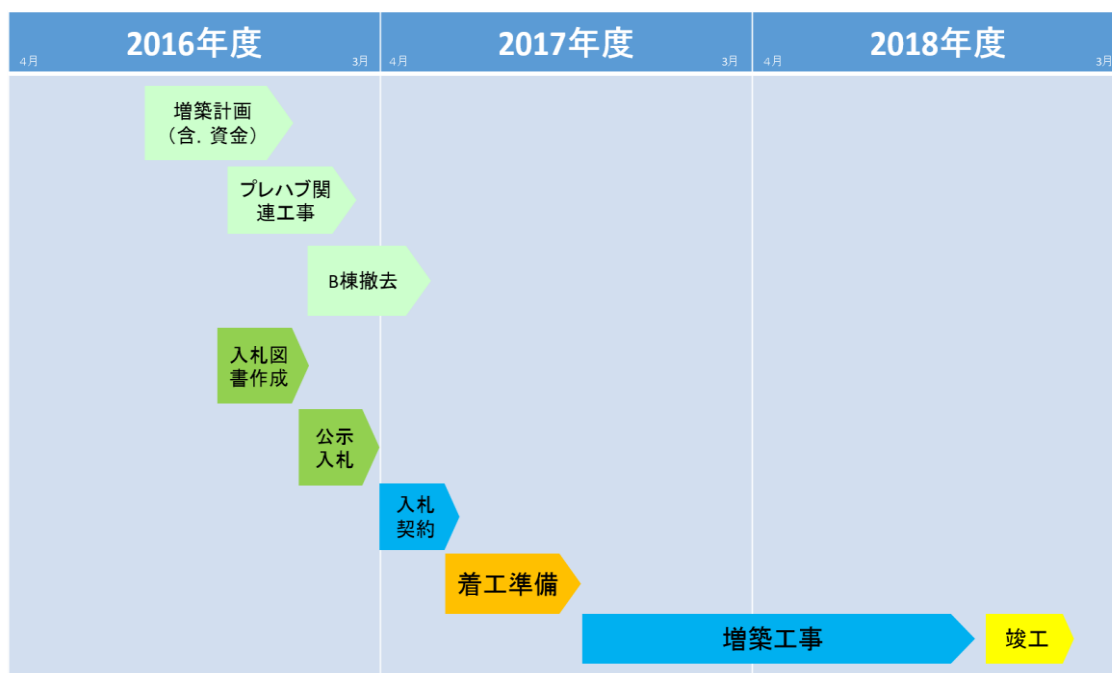 2016年度
2017年度
2018年度
4月
3月
4月
3月
4月
3月
増築計画
（含．資金）
プレハブ関
連工事
B棟撤去
入札図
書作成
公示
入札
入札
契約
着工準備
増築工事
竣工